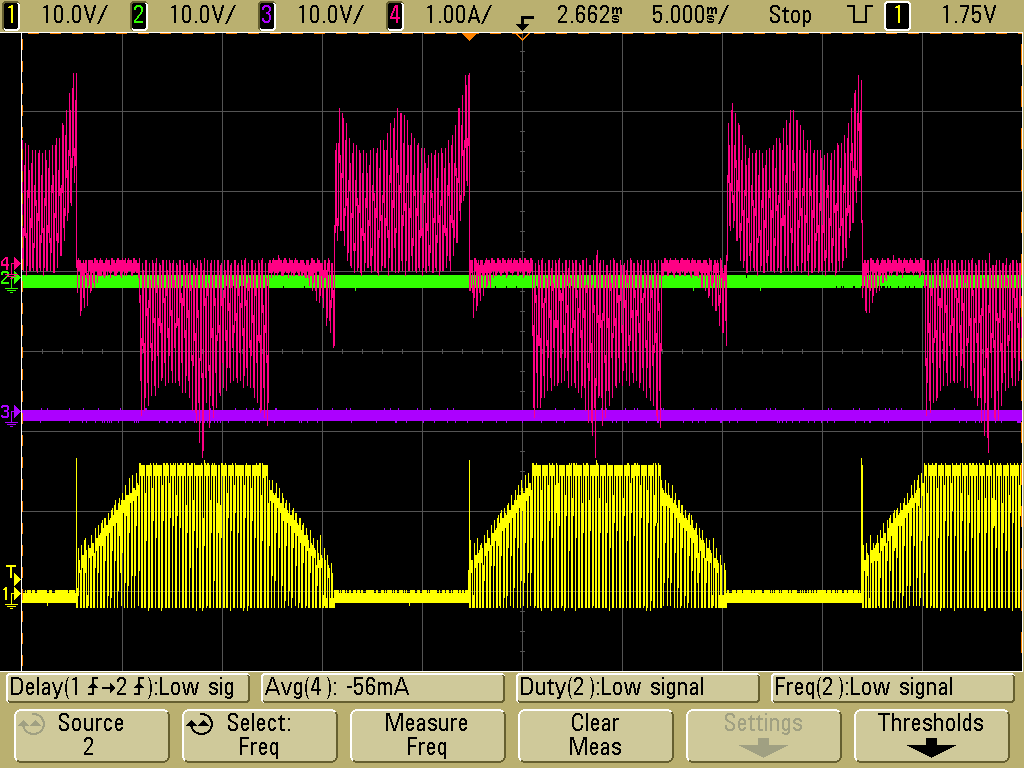 1 10.0V/ 2 10.0V/ 3 10.0V/ 4 1.00A/ 2.662ms 5.000ms/ Stop 1 1.75V
4
2
3
T
1
Delay(1→2):Low sig Avg(4): -56mA Duty(2):Low signal Freq(2):Low signal
Source Select: Measure Clear Settings Thresholds
2 Freq Freq Meas